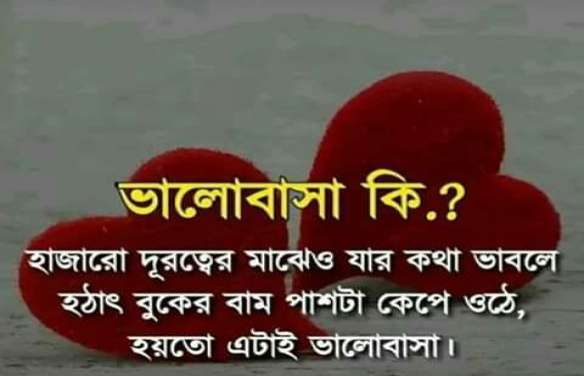 ভালোবাসা কি.?
হাজারো দূরত্বের মাঝেও যার কথা ভাবলে
হঠাৎ বুকের বাম পাশটা কেপে ওঠে,
হয়তো এটাই ভালোবাসা।